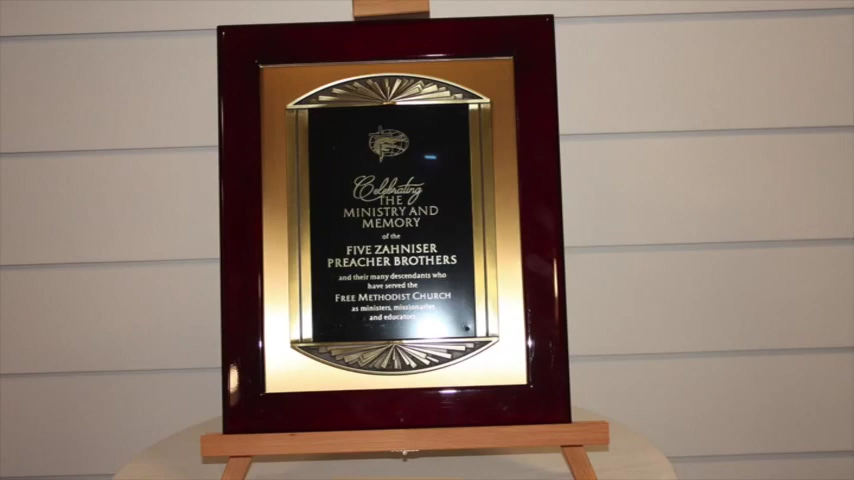 Celebrating
THE
MINISTRY AND
MEMORY
of the
FIVE ZAHNISER
PREACHER BROTHERS
and their many descendants who
have served the
FREE METHODIST CHURCH
as ministers, missionaries
and educators